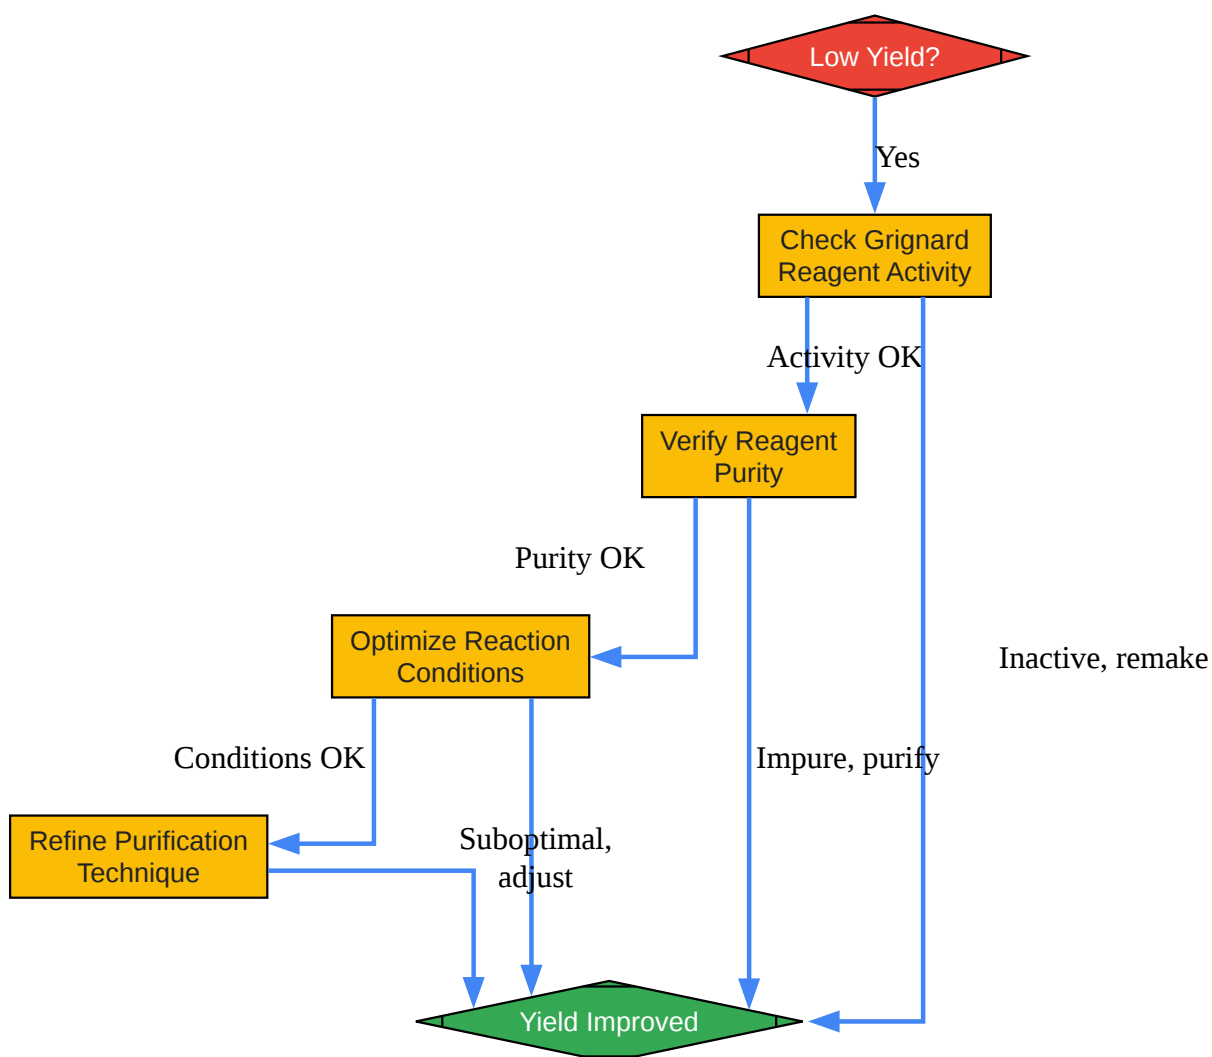 Low Yield?
Yes
Check Grignard
Reagent Activity
Activity OK
Verify Reagent
Purity
Purity OK
Optimize Reaction
Conditions
Inactive, remake
Conditions OK
Impure, purify
Refine Purification
Technique
Suboptimal,
adjust
Yield Improved